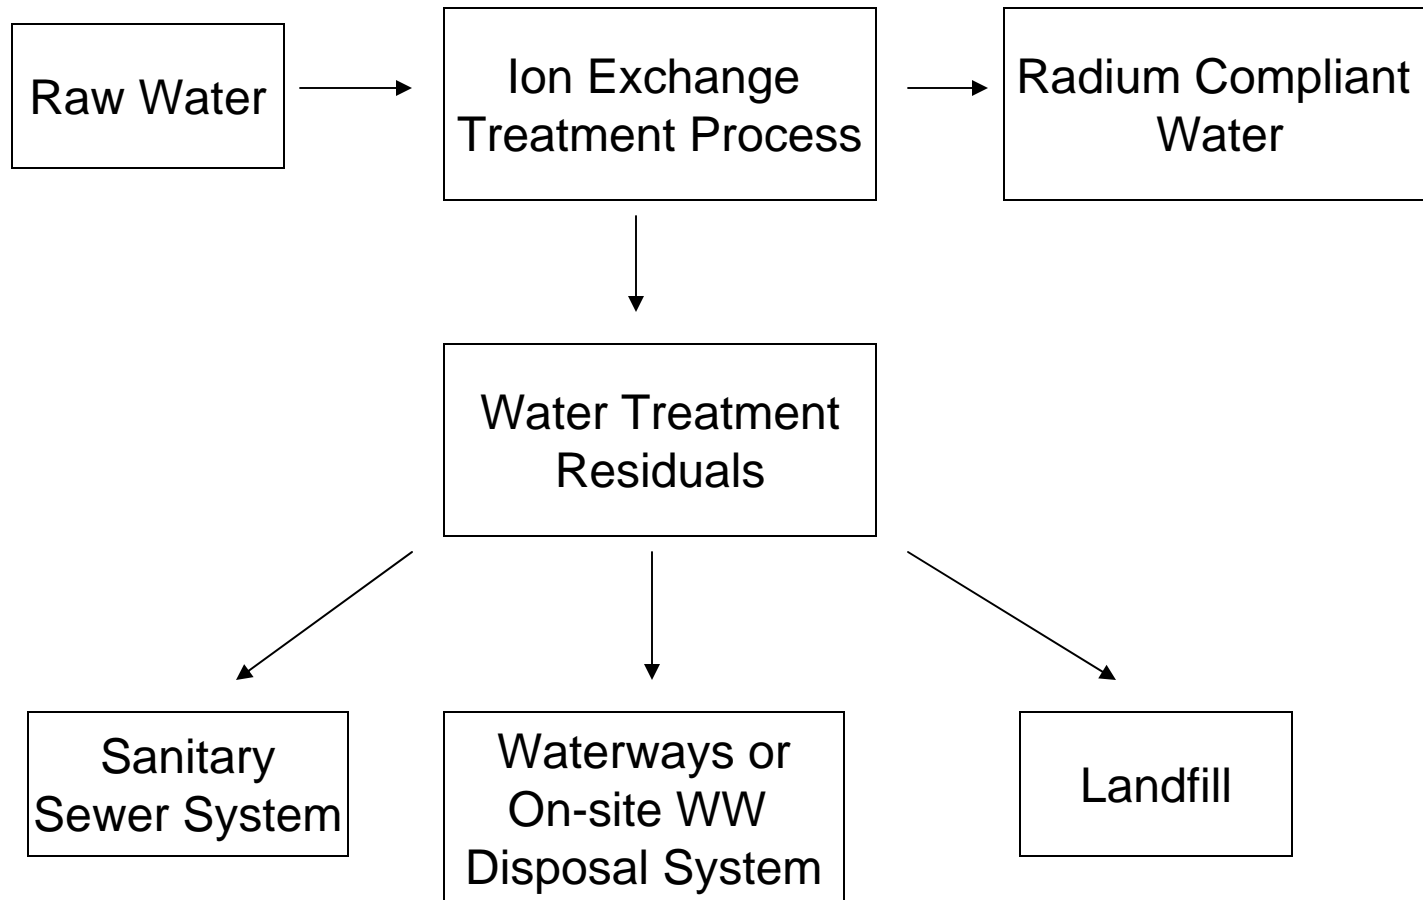 Raw Water
Ion Exchange
Treatment Process
Radium Compliant
Water
Water Treatment
Residuals
Sanitary
Sewer System
Waterways or
On-site WW
Disposal System
Landfill